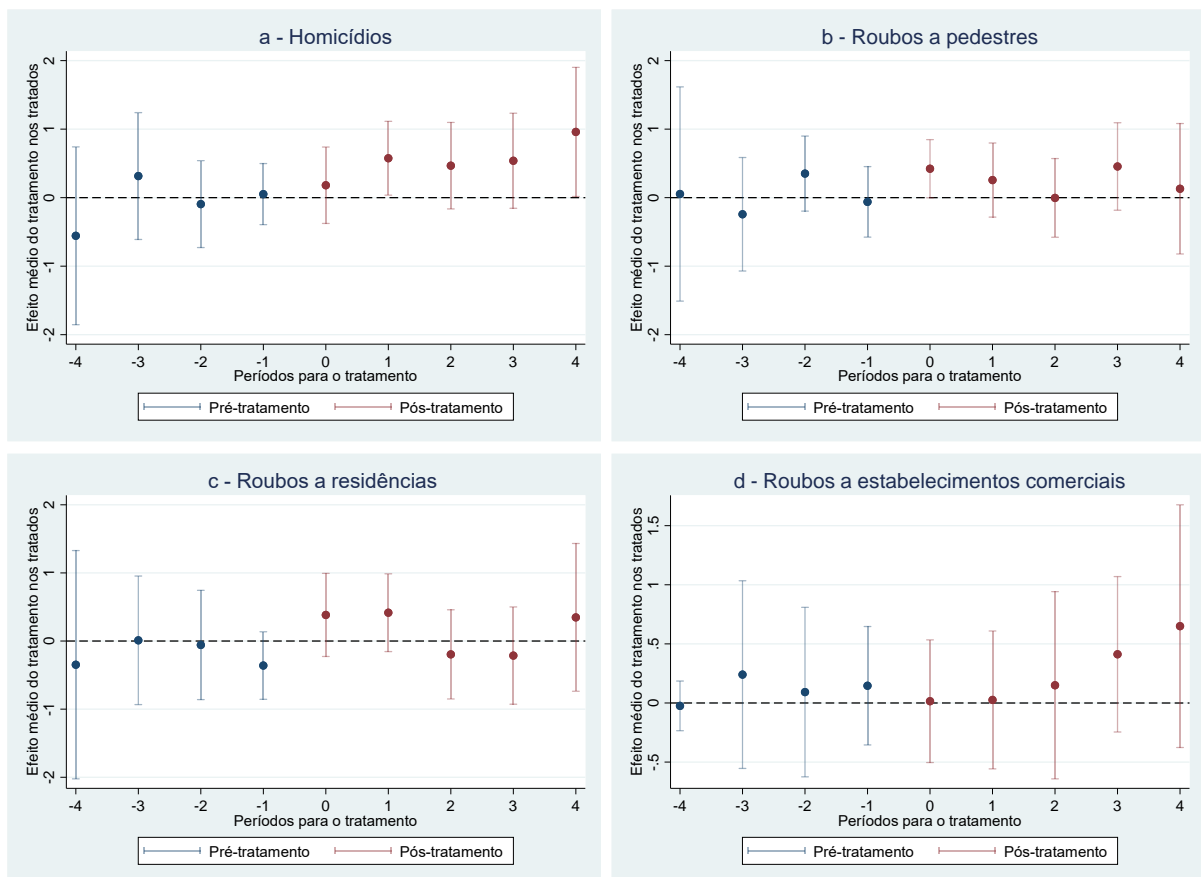 a - Homicídios
Efeito médio do tratamento nos tratados
2
1
0
-1
-2
-4 -3 -2 -1 0 1 2 3 4
Períodos para o tratamento
Pré-tratamento Pós-tratamento
b - Roubos a pedestres
Efeito médio do tratamento nos tratados
2
1
0
-1
-2
-4 -3 -2 -1 0 1 2 3 4
Períodos para o tratamento
Pré-tratamento Pós-tratamento
c - Roubos a residências
Efeito médio do tratamento nos tratados
2
1
0
-1
-2
-4 -3 -2 -1 0 1 2 3 4
Períodos para o tratamento
Pré-tratamento Pós-tratamento
d - Roubos a estabelecimentos comerciais
Efeito médio do tratamento nos tratados
1.5
1
.5
0
-.5
-4 -3 -2 -1 0 1 2 3 4
Períodos para o tratamento
Pré-tratamento Pós-tratamento